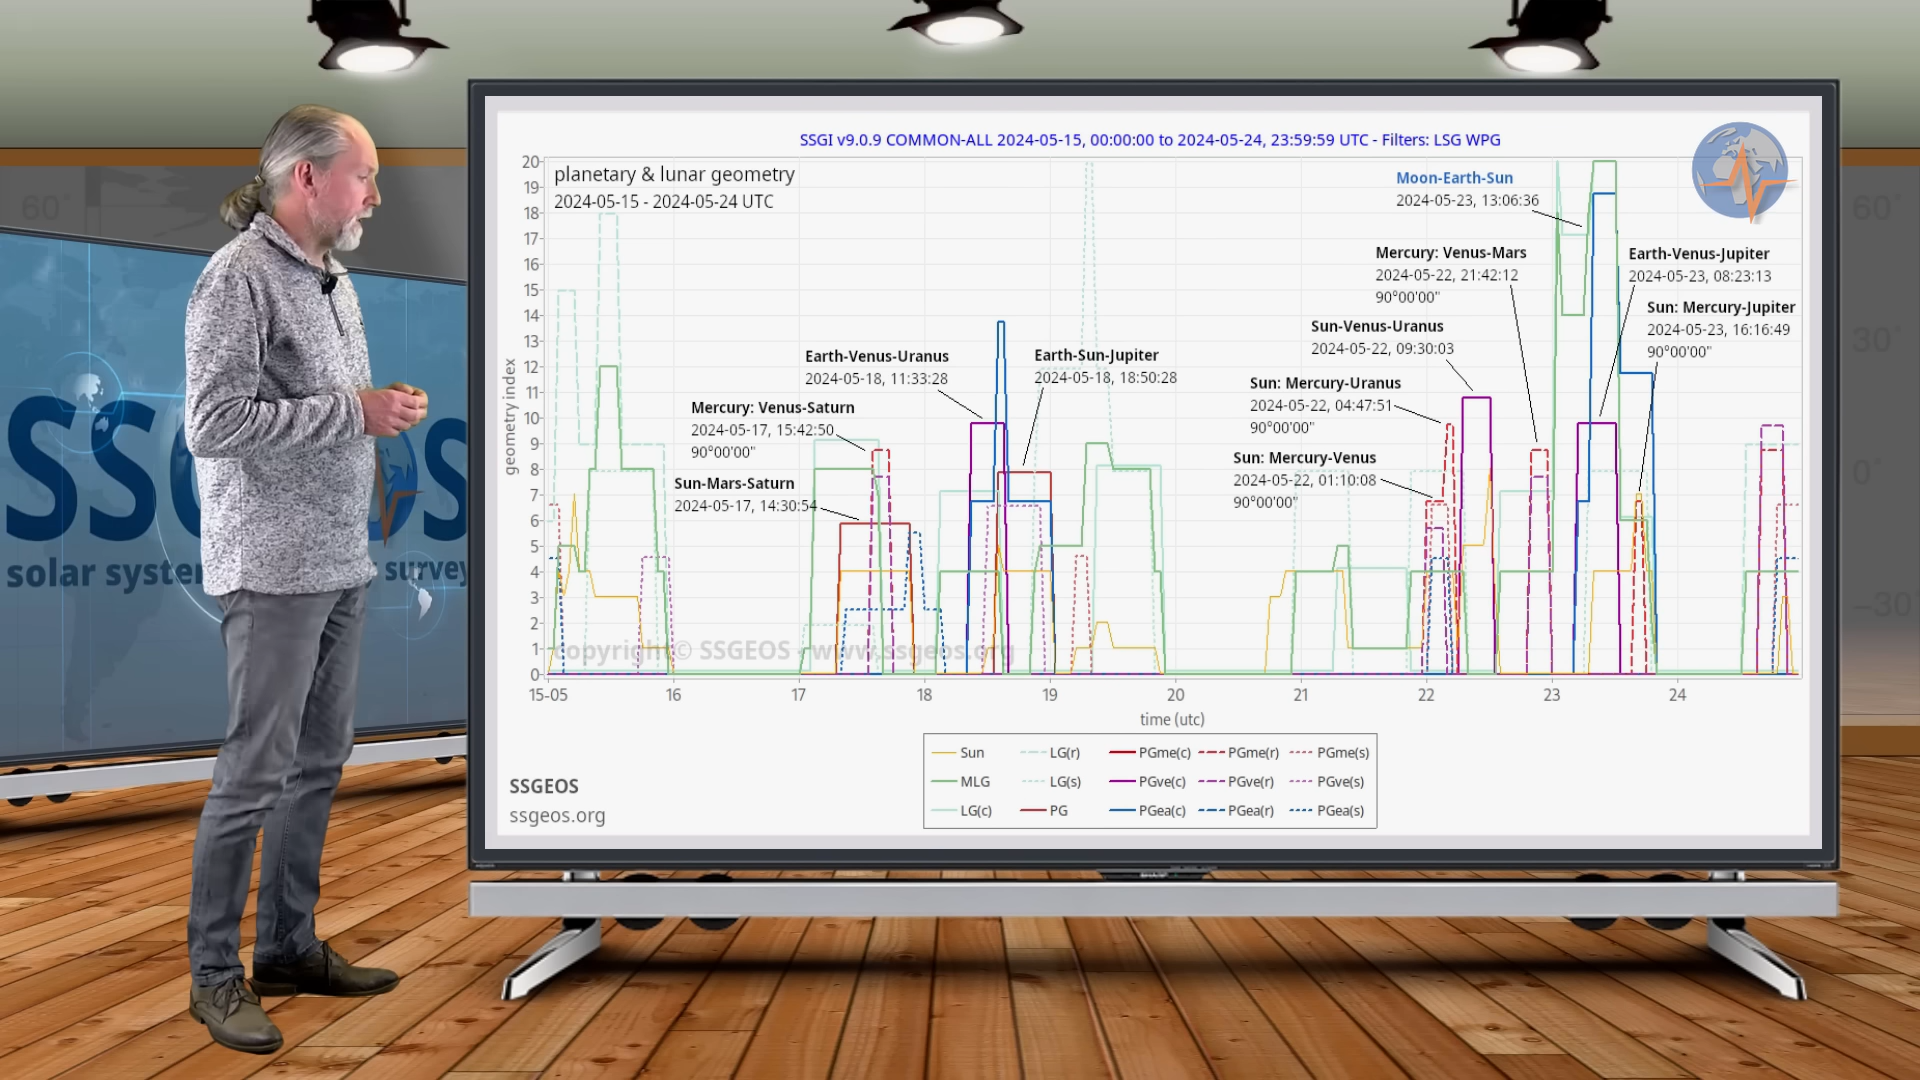 SSGI v9.0.9 COMMON-ALL 2024-05-15, 00:00:00 to 2024-05-24, 23:59:59 UTC - Filters: LSG WPG
planetary & lunar geometry
2024-05-15 - 2024-05-24 UTC
Moon-Earth-Sun
2024-05-23, 13:06:36
Mercury: Venus-Mars
2024-05-22, 21:42:12
90°00'00"
Earth-Venus-Jupiter
2024-05-23, 08:23:13
Sun: Mercury-Jupiter
2024-05-23, 16:16:49
90°00'00"
Sun-Venus-Uranus
2024-05-22, 09:30:03
Earth-Venus-Uranus
2024-05-18, 11:33:28
Earth-Sun-Jupiter
2024-05-18, 18:50:28
Sun: Mercury-Uranus
2024-05-22, 04:47:51
90°00'00"
Mercury: Venus-Saturn
2024-05-17, 15:42:50
90°00'00"
Sun: Mercury-Venus
2024-05-22, 01:10:08
90°00'00"
Sun-Mars-Saturn
2024-05-17, 14:30:54
geometry index
20
19
18
17
16
15
14
13
12
11
10
9
8
7
6
5
4
3
2
1
0
copyright © SSGEOS - www.ssgeos.org
15-05 16 17 18 19 20 21 22 23 24
time (utc)
Sun LG(r) PGme(c) PGme(r) PGme(s)
MLG LG(s) PGve(c) PGve(r) PGve(s)
LG(c) PG PGea(c) PGea(r) PGea(s)
SSGEOS
ssgeos.org
60°
SSG S
solar system survey
60°
30°
0°
-30°